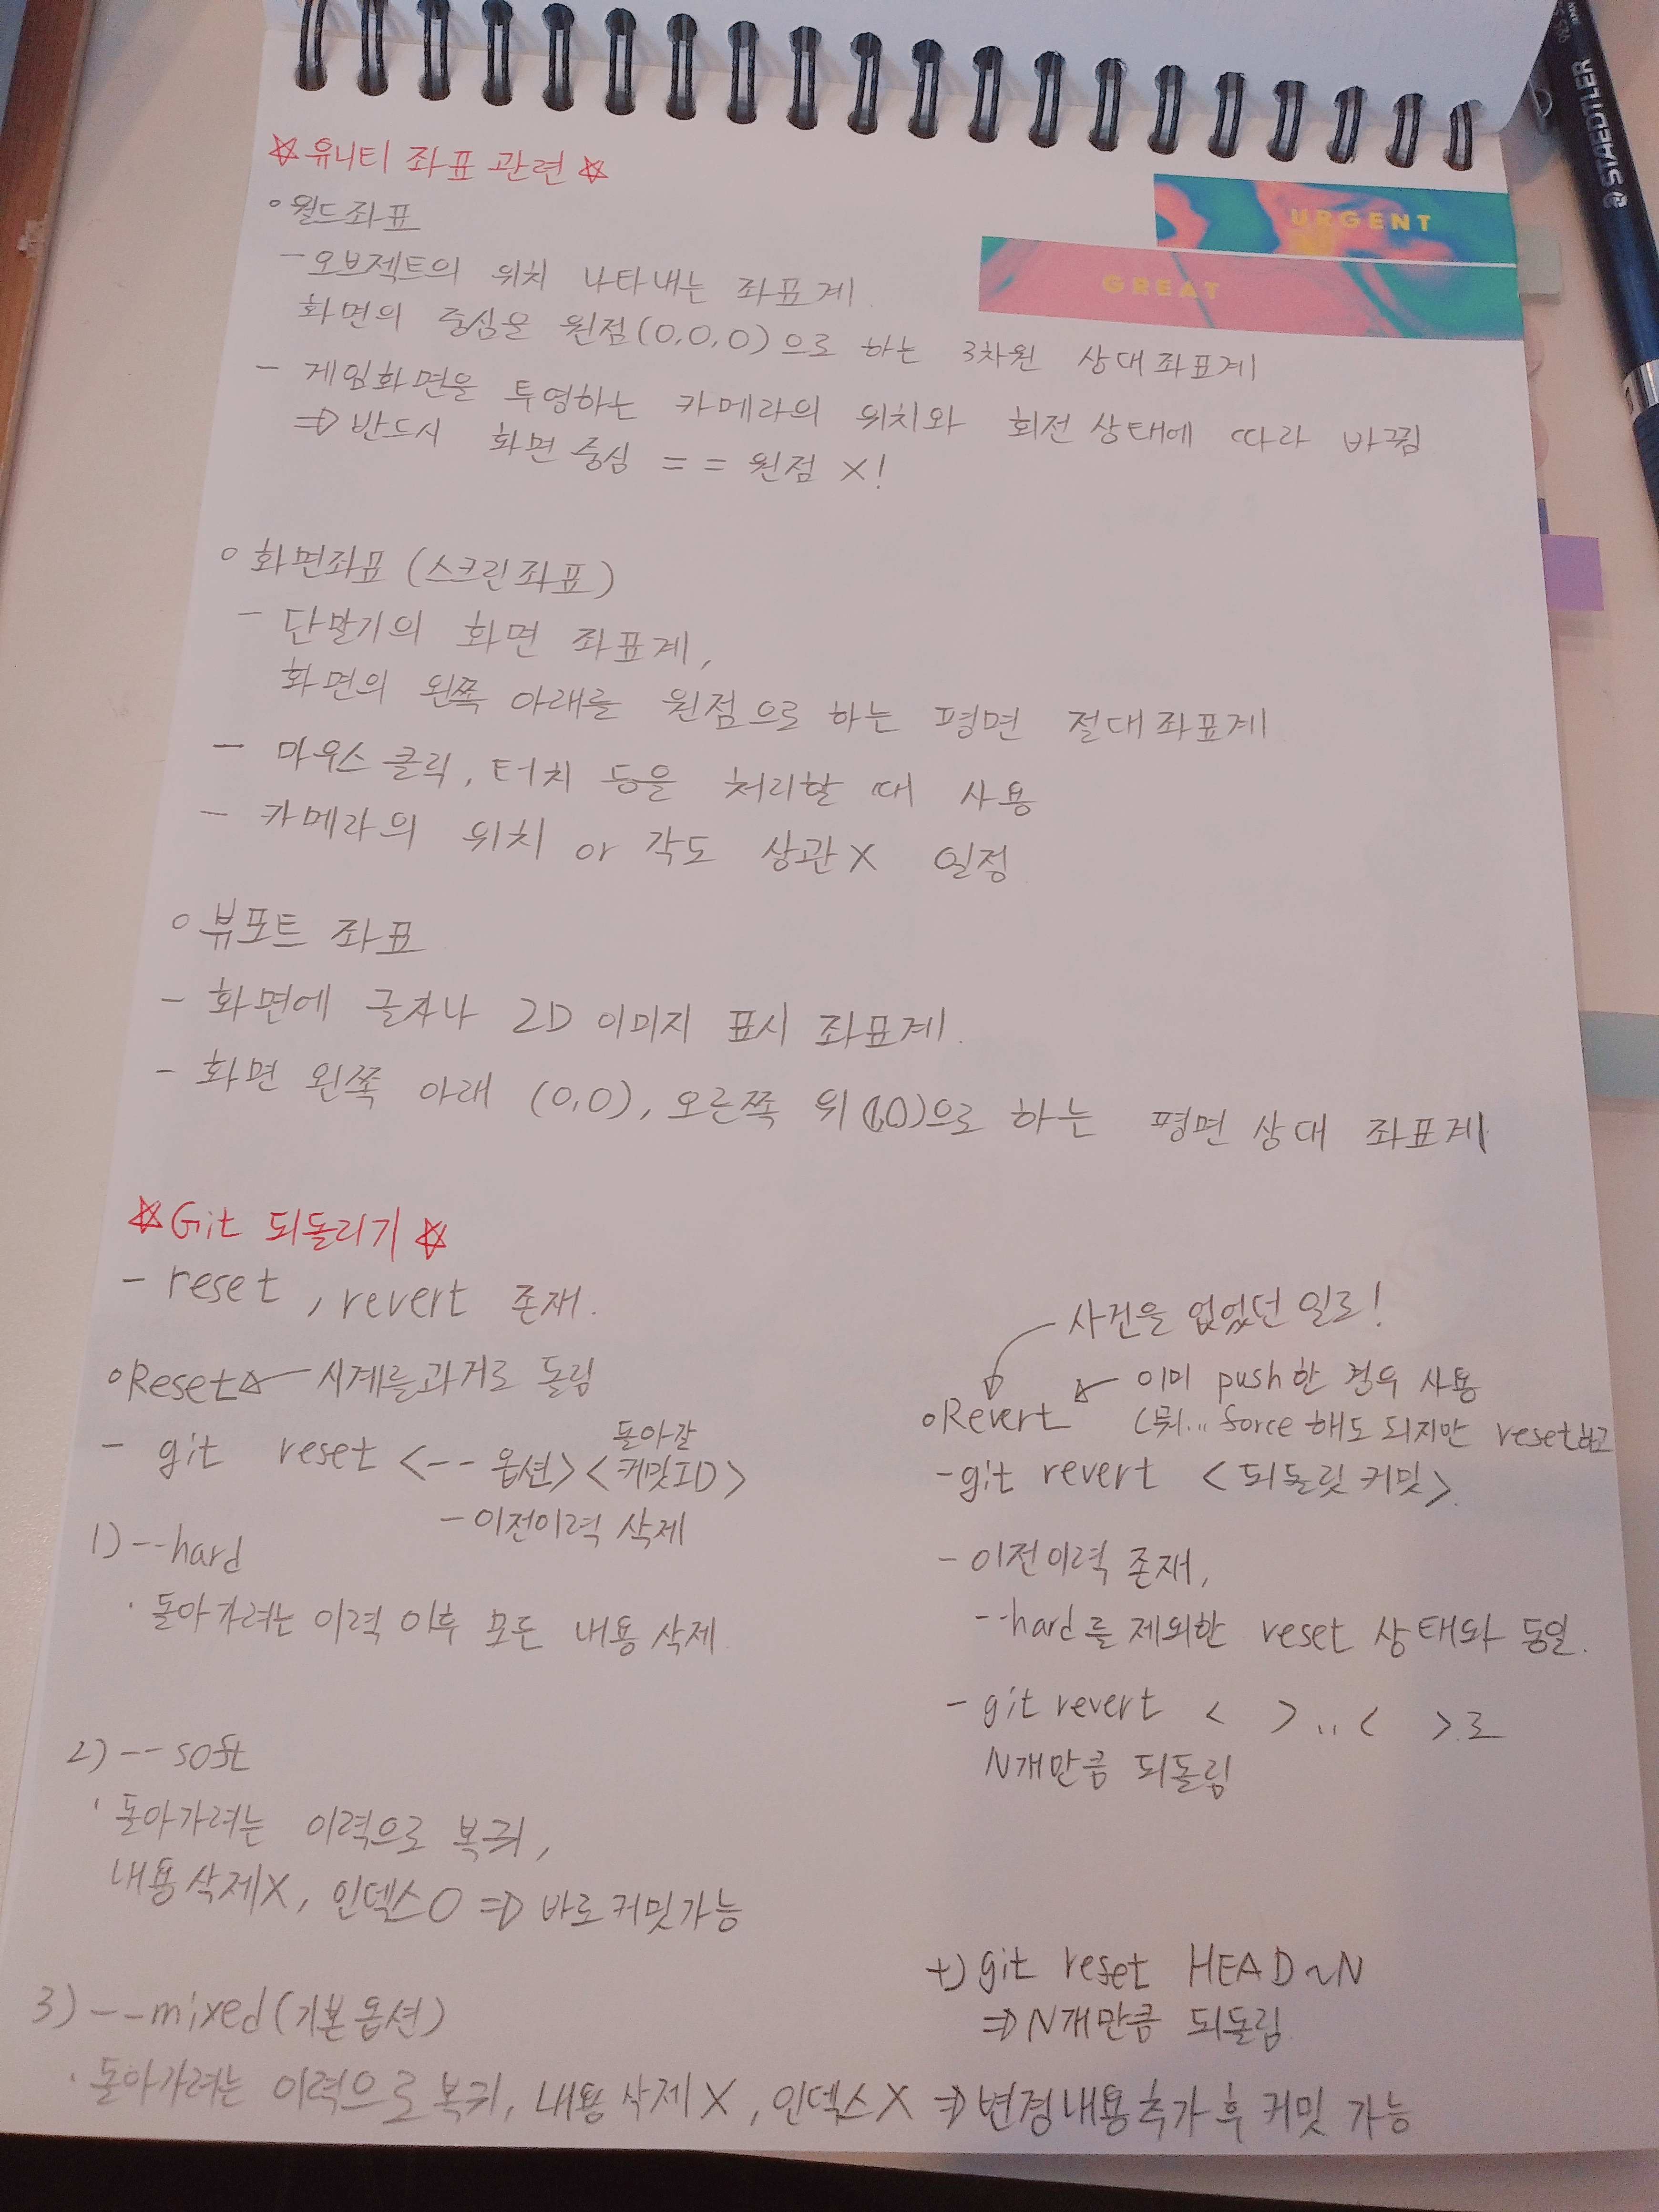 ☆유니티 좌표 관련☆
URGENT
GREAT
STAEDTLER
○월드좌표
- 오브젝트의 위치 나타내는 좌표계.
화면의 중심을 원점(0,0,0)으로 하는 3차원 상대좌표계
- 게임화면을 투영하는 카메라의 위치와 회전상태에 따라 바뀜
⇒ 반드시 화면 중심 == 원점 X!
○ 화면좌표 (스크린좌표)
- 단말기의 화면 좌표계,
화면의 왼쪽 아래를 원점으로 하는 평면 절대좌표계
- 마우스 클릭, 터치 등을 처리할 때 사용
- 카메라의 위치 or 각도 상관X 일정
○ 뷰포트 좌표
- 화면에 글자나 2D 이미지 표시 좌표계.
- 화면 왼쪽 아래 (0,0), 오른쪽 위 으로 하는 평면 상대 좌표계
☆Git 되돌리기☆
- reset, revert 존재.
○Reset ← 시계를 과거로 돌림
- git reset <--옵션><돌아갈 커밋ID>
- 이전이력 삭제
1) --hard
· 돌아가려는 이력 이후 모든 내용 삭제.
2) --soft
· 돌아가려는 이력으로 복귀,
내용 삭제X, 인덱스O ⇒ 바로 커밋가능
3) --mixed(기본옵션)
· 돌아가려는 이력으로 복귀, 내용 삭제X, 인덱스X ⇒ 변경내용 추가 후 커밋 가능
사건을 없었던 일로!
○Revert ← 이미 push한 경우 사용
(뭐... force 해도 되지만 reset하고
- git revert <되돌릴 커밋>.
- 이전이력 존재,
--hard를 제외한 reset 상태와 동일.
- git revert < >..< >로
N개만큼 되돌림
+) git reset HEAD~N
⇒ N개만큼 되돌림